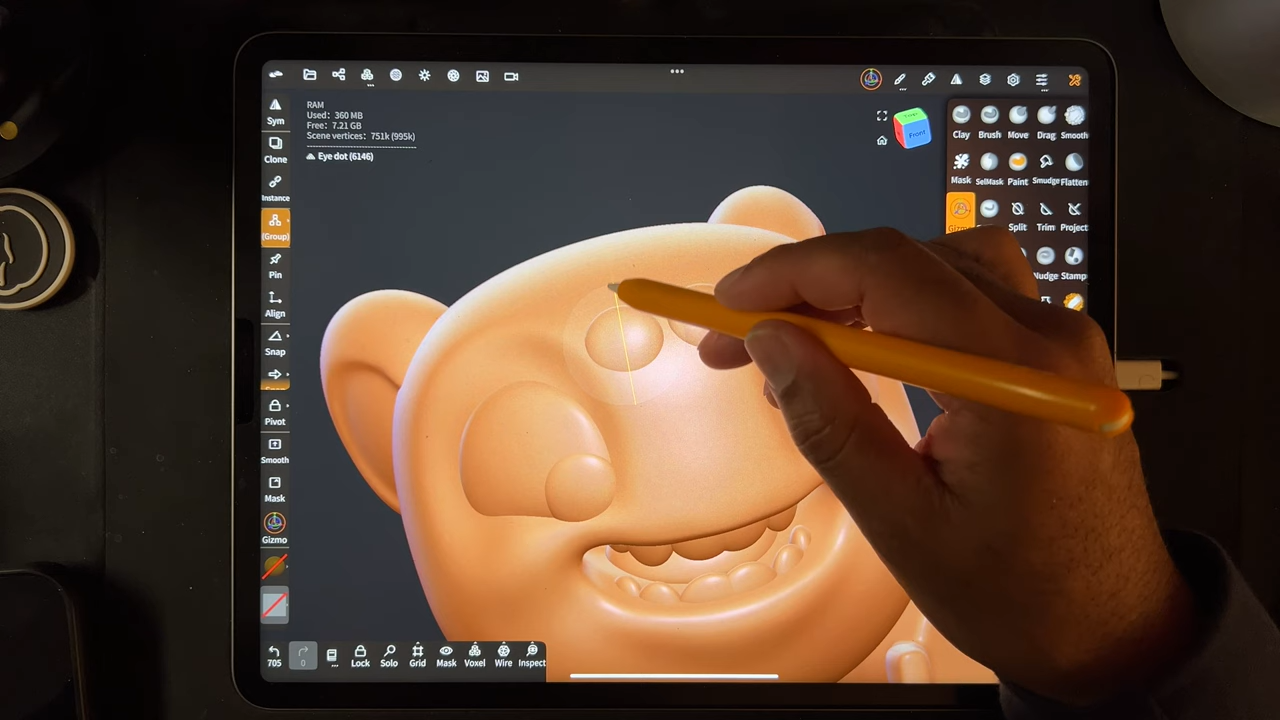 RAM
Used: 360 MB
Free: 7.21 GB
Scene vertices: 751k (995k)
Eye dot (6146)
Sym
Clone
Instance
(Group)
Pin
Align
Snap
Pivot
Smooth
Mask
Gizmo
Front
Clay Brush Move Drag Smooth
Mask SelMask Paint Smudge Flatten
Split Trim Project
Nudge Stamp
705 0 Lock Solo Grid Mask Voxel Wire Inspect